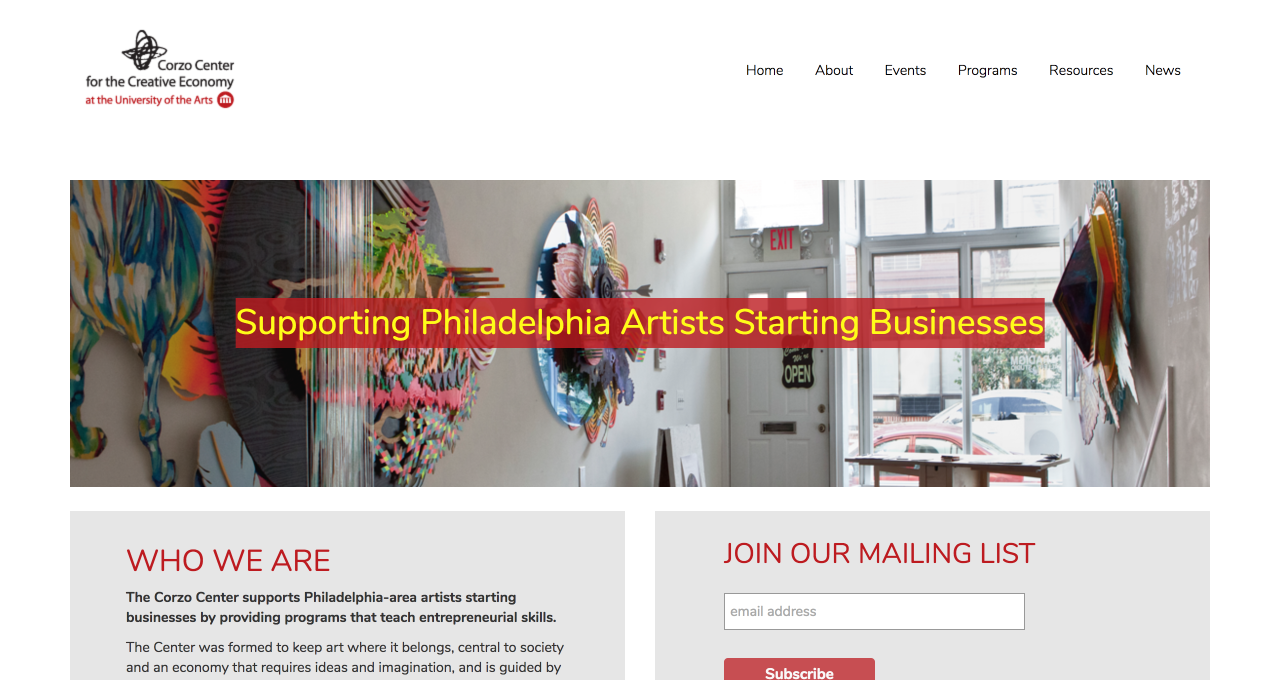 Corzo Center
for the Creative Economy
at the University of the Arts
Home About Events Programs Resources News
EXIT
Supporting Philadelphia Artists Starting Businesses
OPEN
WHO WE ARE
The Corzo Center supports Philadelphia-area artists starting
businesses by providing programs that teach entrepreneurial skills.
The Center was formed to keep art where it belongs, central to society
and an economy that requires ideas and imagination, and is guided by
JOIN OUR MAILING LIST
email address
Subscribe